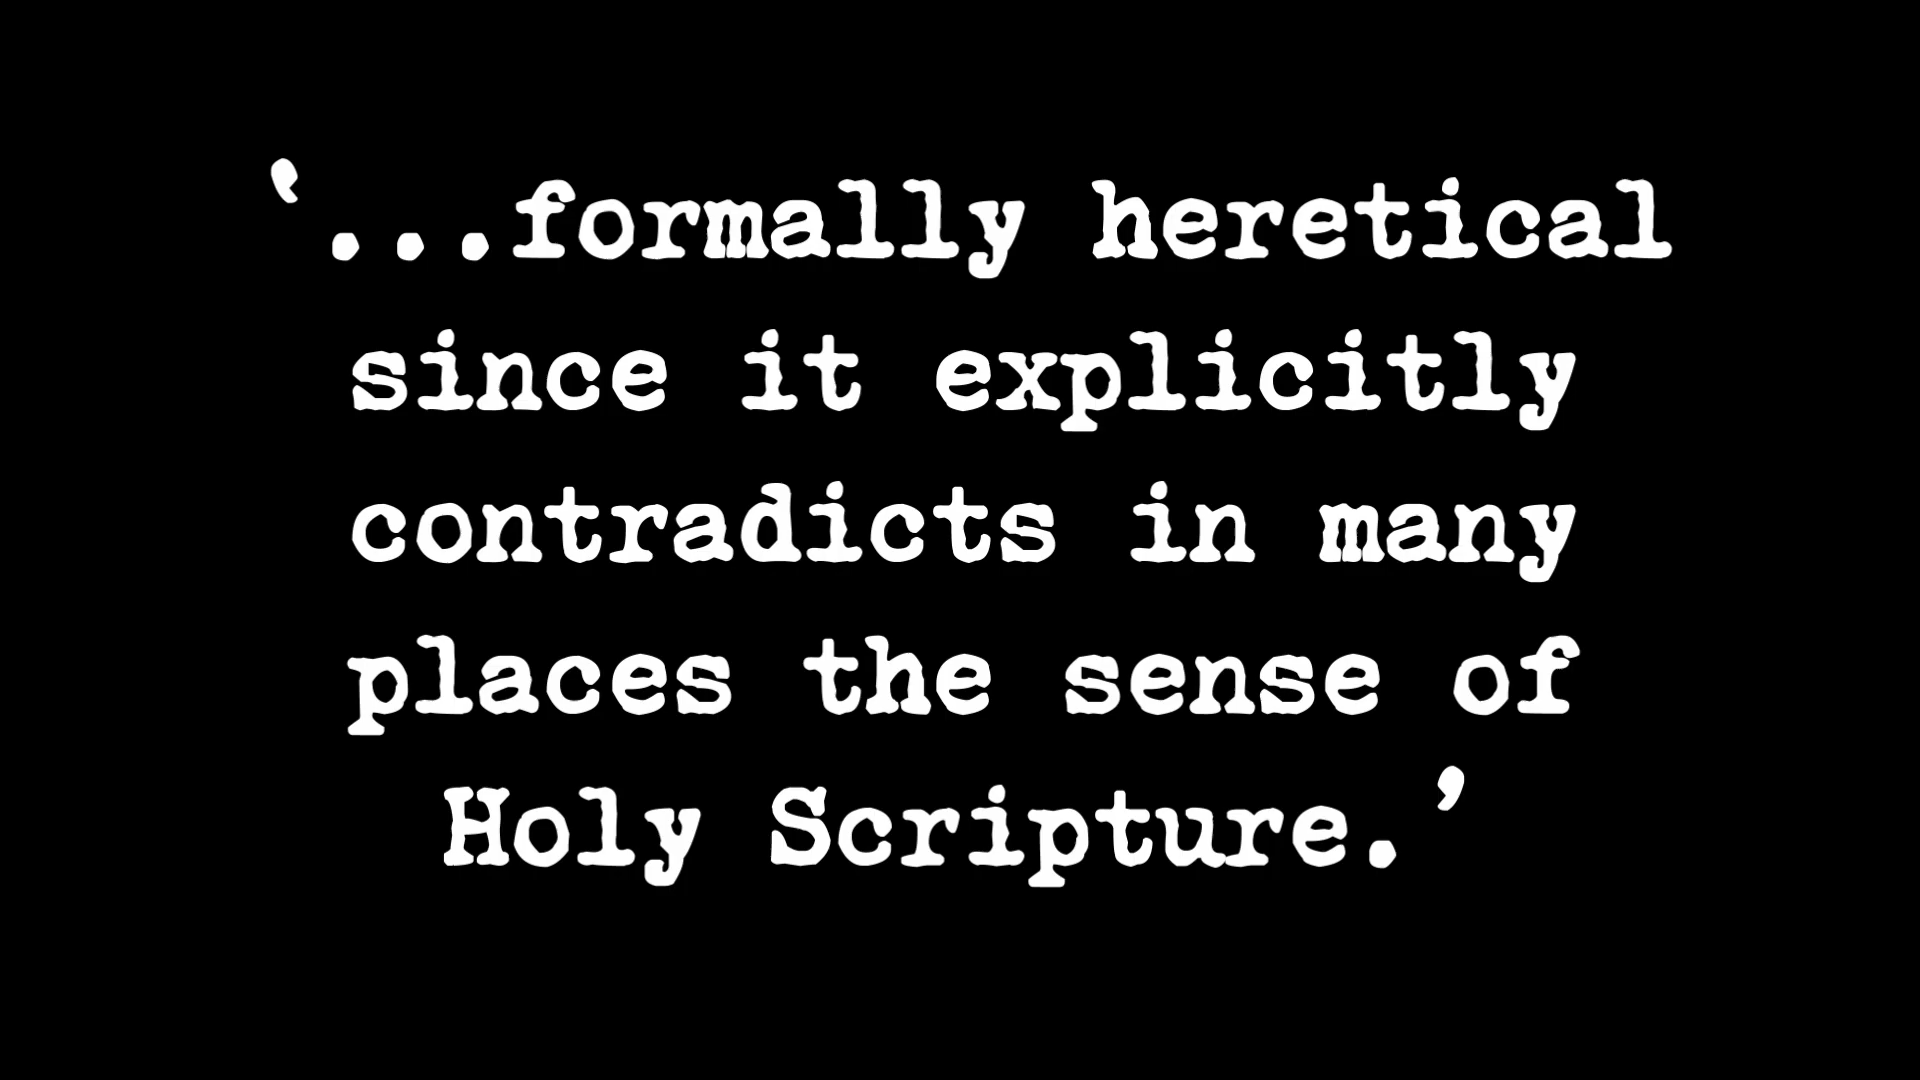 ‘...formally heretical
since it explicitly
contradicts in many
places the sense of
Holy Scripture.’